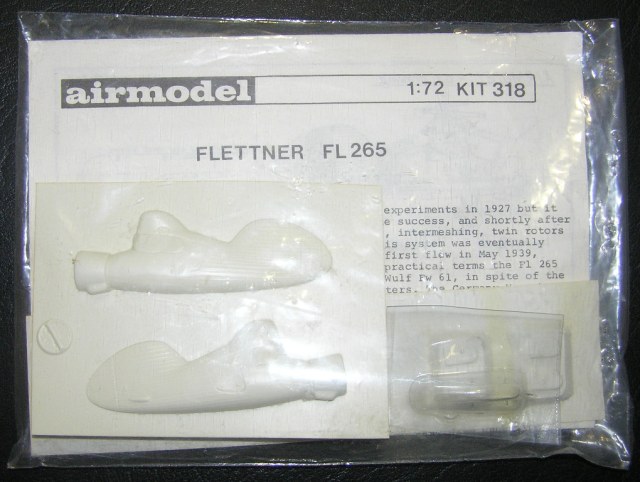 airmodel 1:72 KIT 318
FLETTNER FL 265
experiments in 1927 but it
e success, and shortly after
, intermeshing, twin rotors
is system was eventually
first flow in May 1939,
practical terms the Fl 265
Wulf Fw 61, in spite of the
ters.